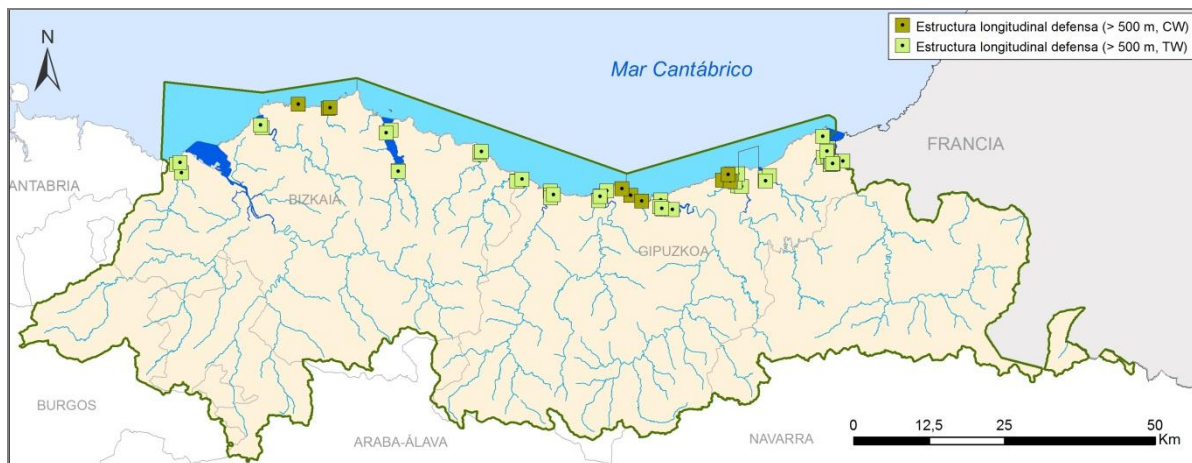 Estructura longitudinal defensa (> 500 m, CW)
Estructura longitudinal defensa (> 500 m, TW)
N
Mar Cantábrico
FRANCIA
ANTABRIA
BIZKAIA
GIPUZKOA
BURGOS
ARABA-ÁLAVA
NAVARRA
0 12,5 25 50
Km